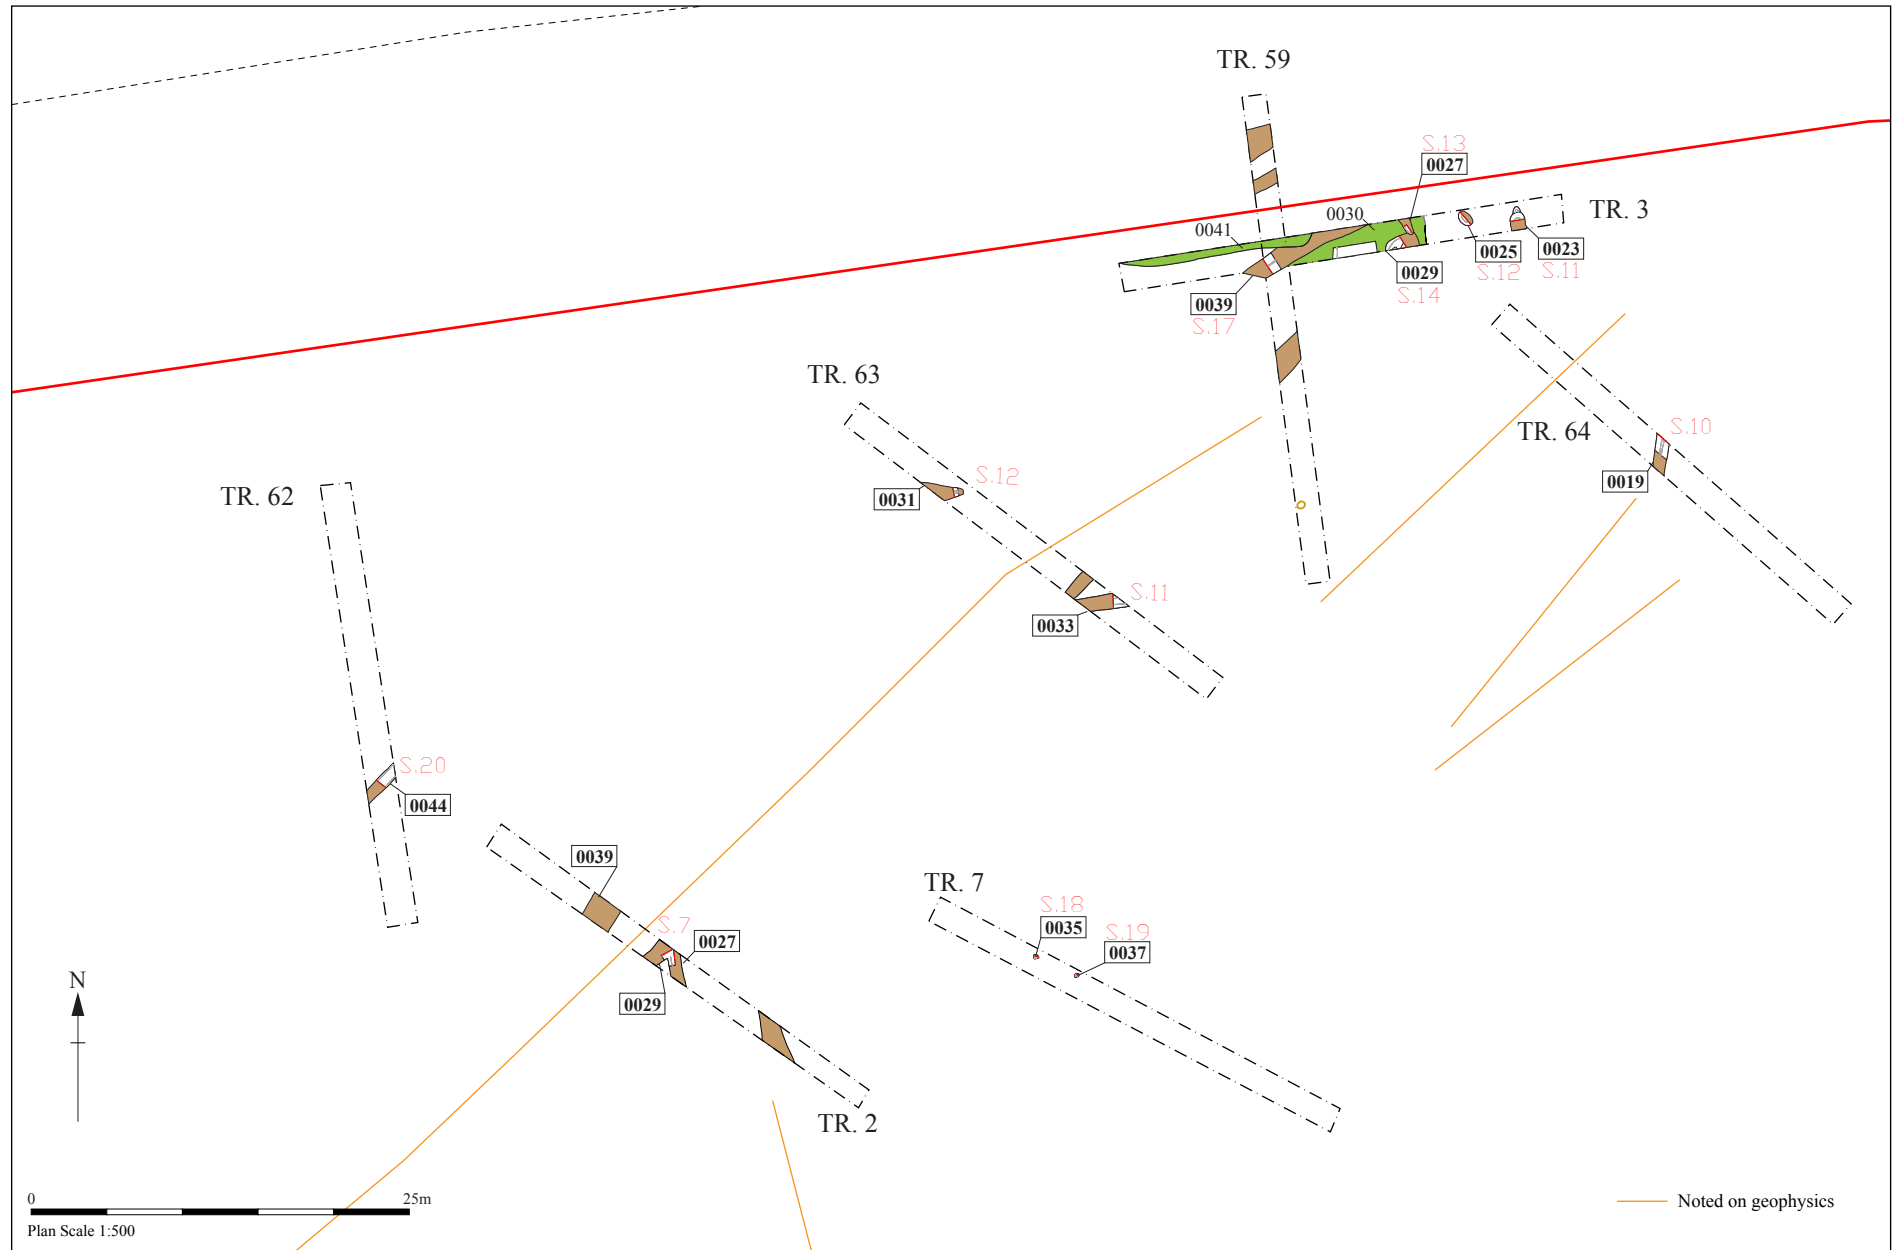 TR. 59
S.13
0027
TR. 3
0030
0041
0025
0023
S.12
S.11
0029
S.14
0039
S.17
TR. 63
TR. 64
S.10
0019
S.12
0031
TR. 62
S.11
0033
S.20
0044
0039
TR. 7
S.18
0035
S.19
0037
S.7
0027
0029
N
TR. 2
0
25m
Plan Scale 1:500
Noted on geophysics